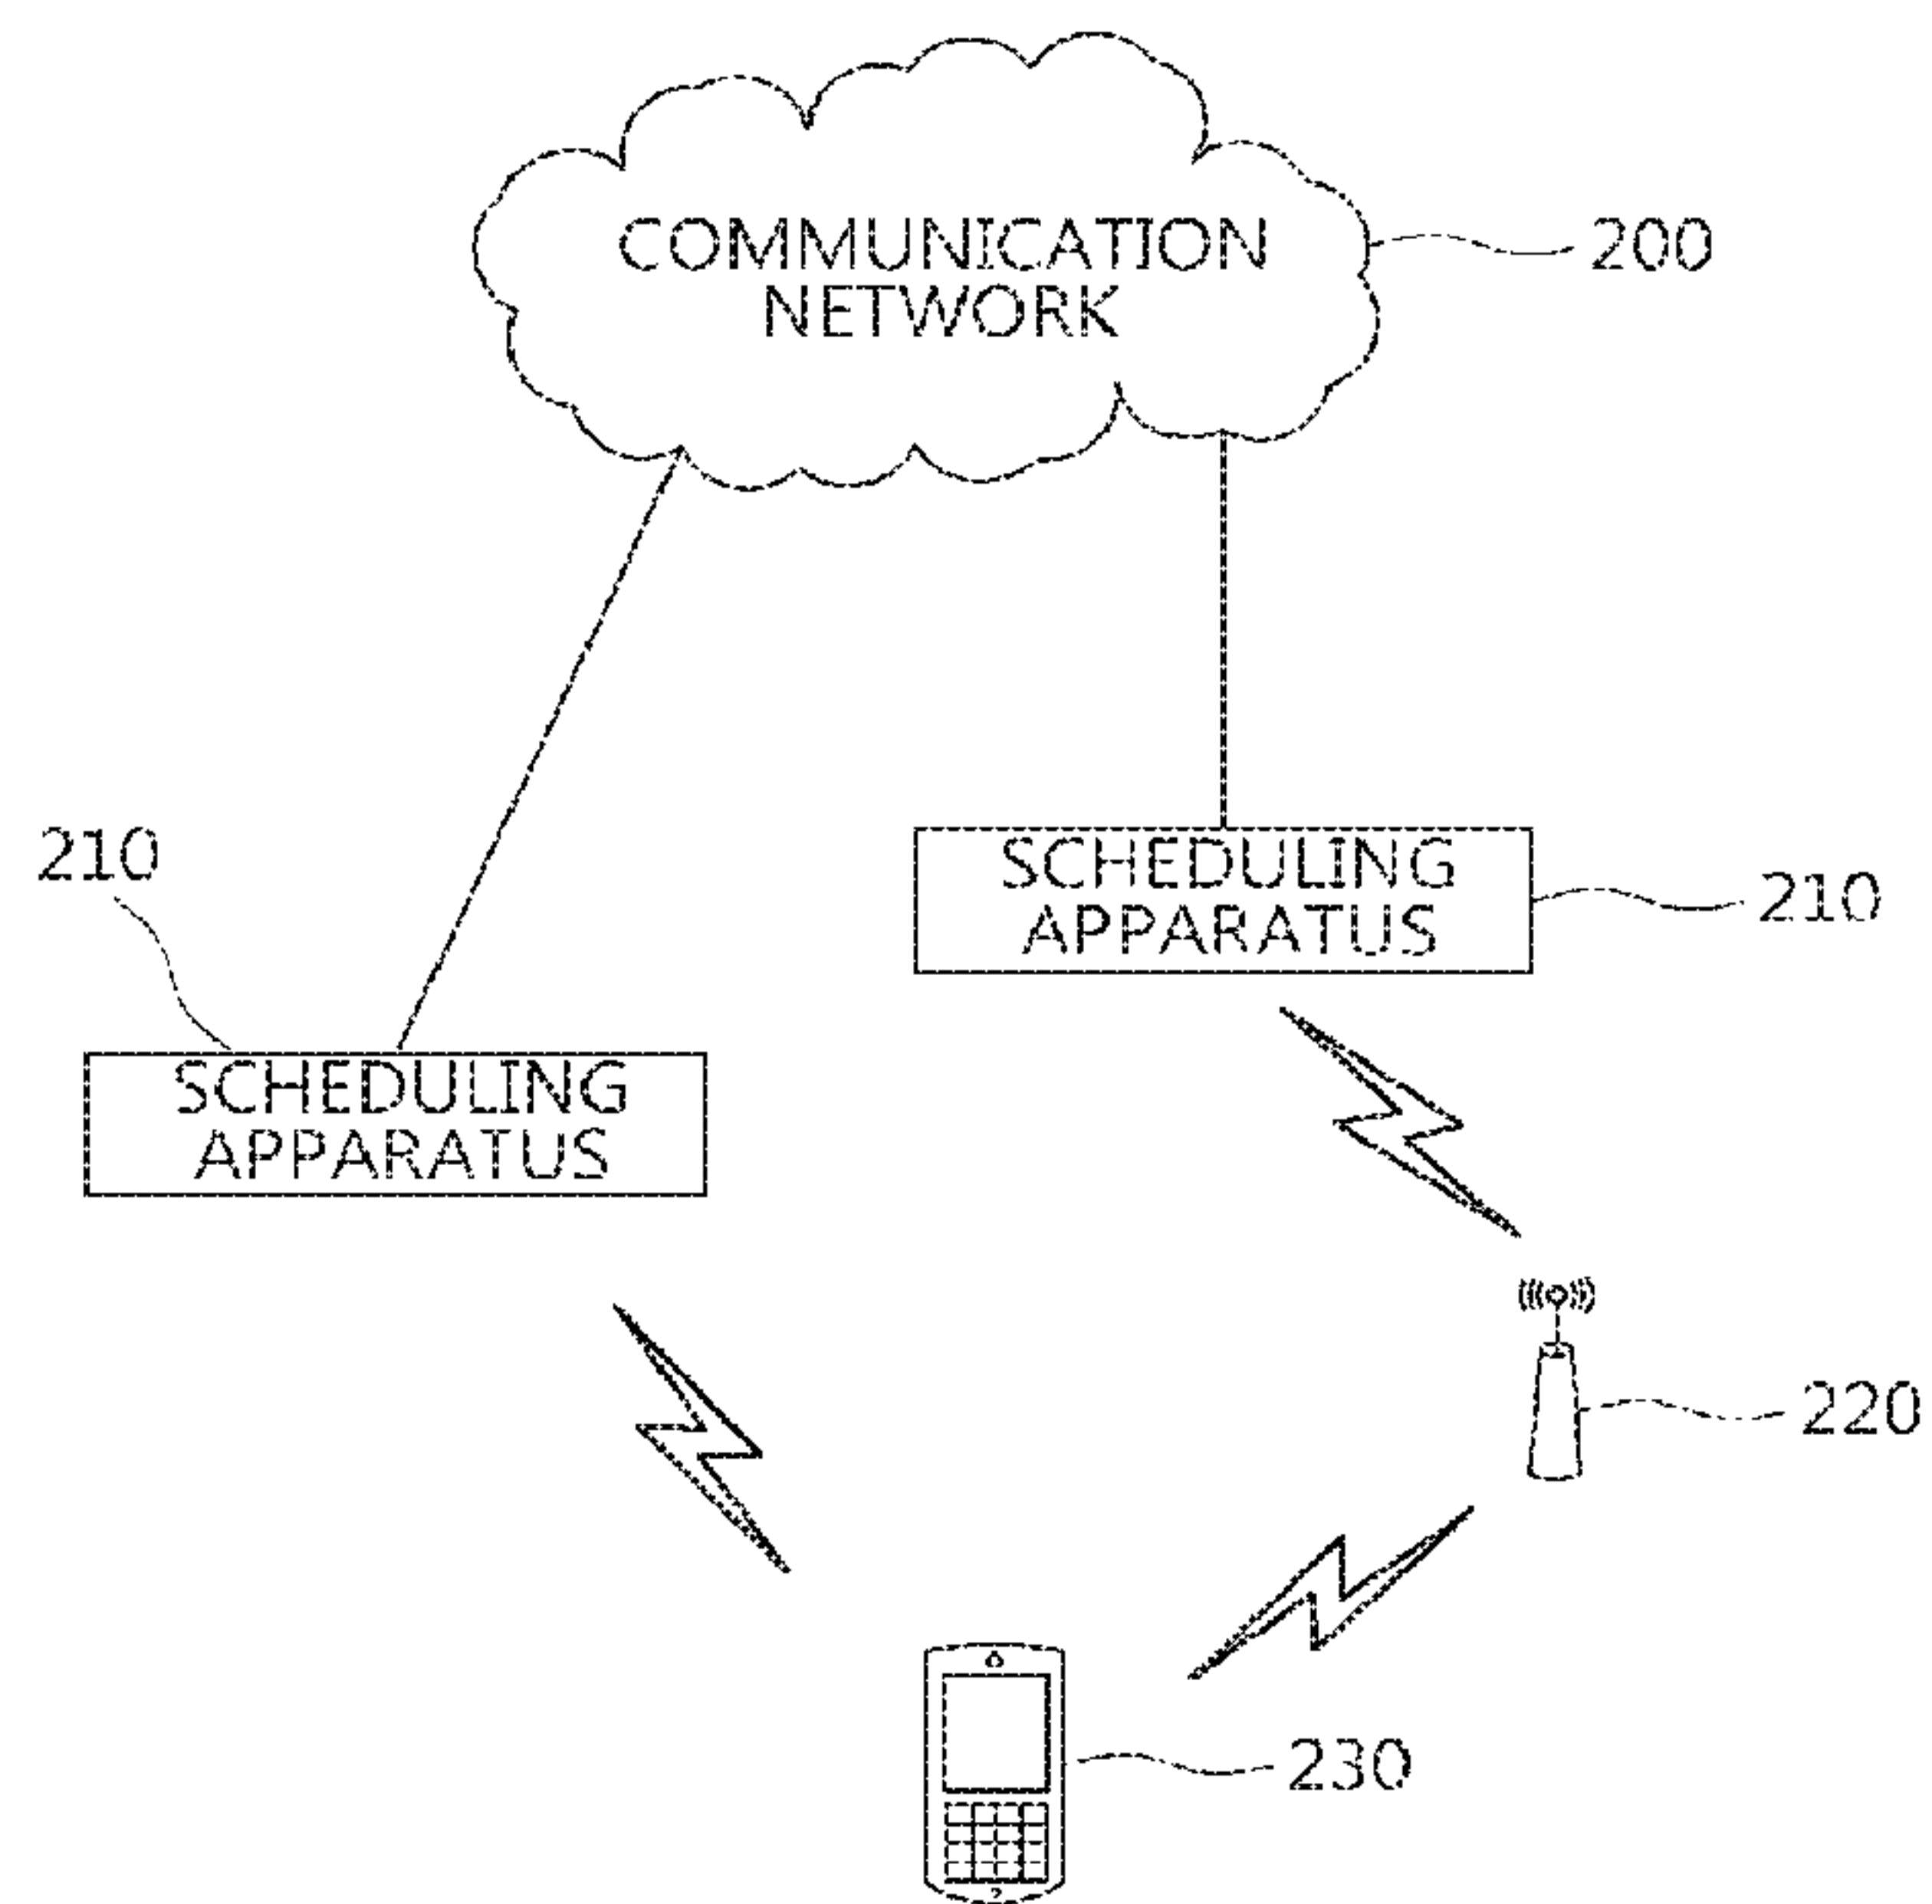 COMMUNICATION
NETWORK
200
210
SCHEDULING
APPARATUS
210
SCHEDULING
APPARATUS
220
230